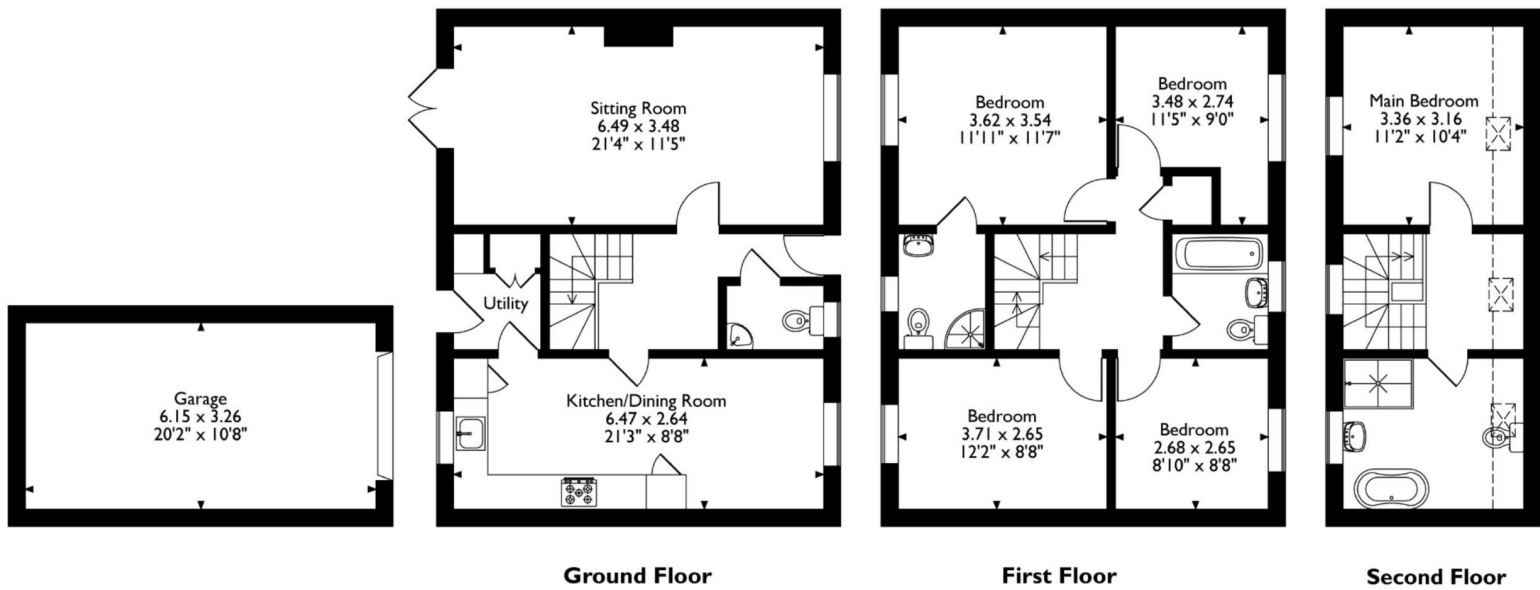 Garage
6.15 x 3.26
20'2" x 10'8"
Sitting Room
6.49 x 3.48
21'4" x 11'5"
Utility
Kitchen/Dining Room
6.47 x 2.64
21'3" x 8'8"
Ground Floor
Bedroom
3.62 x 3.54
11'11" x 11'7"
Bedroom
3.48 x 2.74
11'5" x 9'0"
Bedroom
3.71 x 2.65
12'2" x 8'8"
Bedroom
2.68 x 2.65
8'10" x 8'8"
First Floor
Main Bedroom
3.36 x 3.16
11'2" x 10'4"
Second Floor